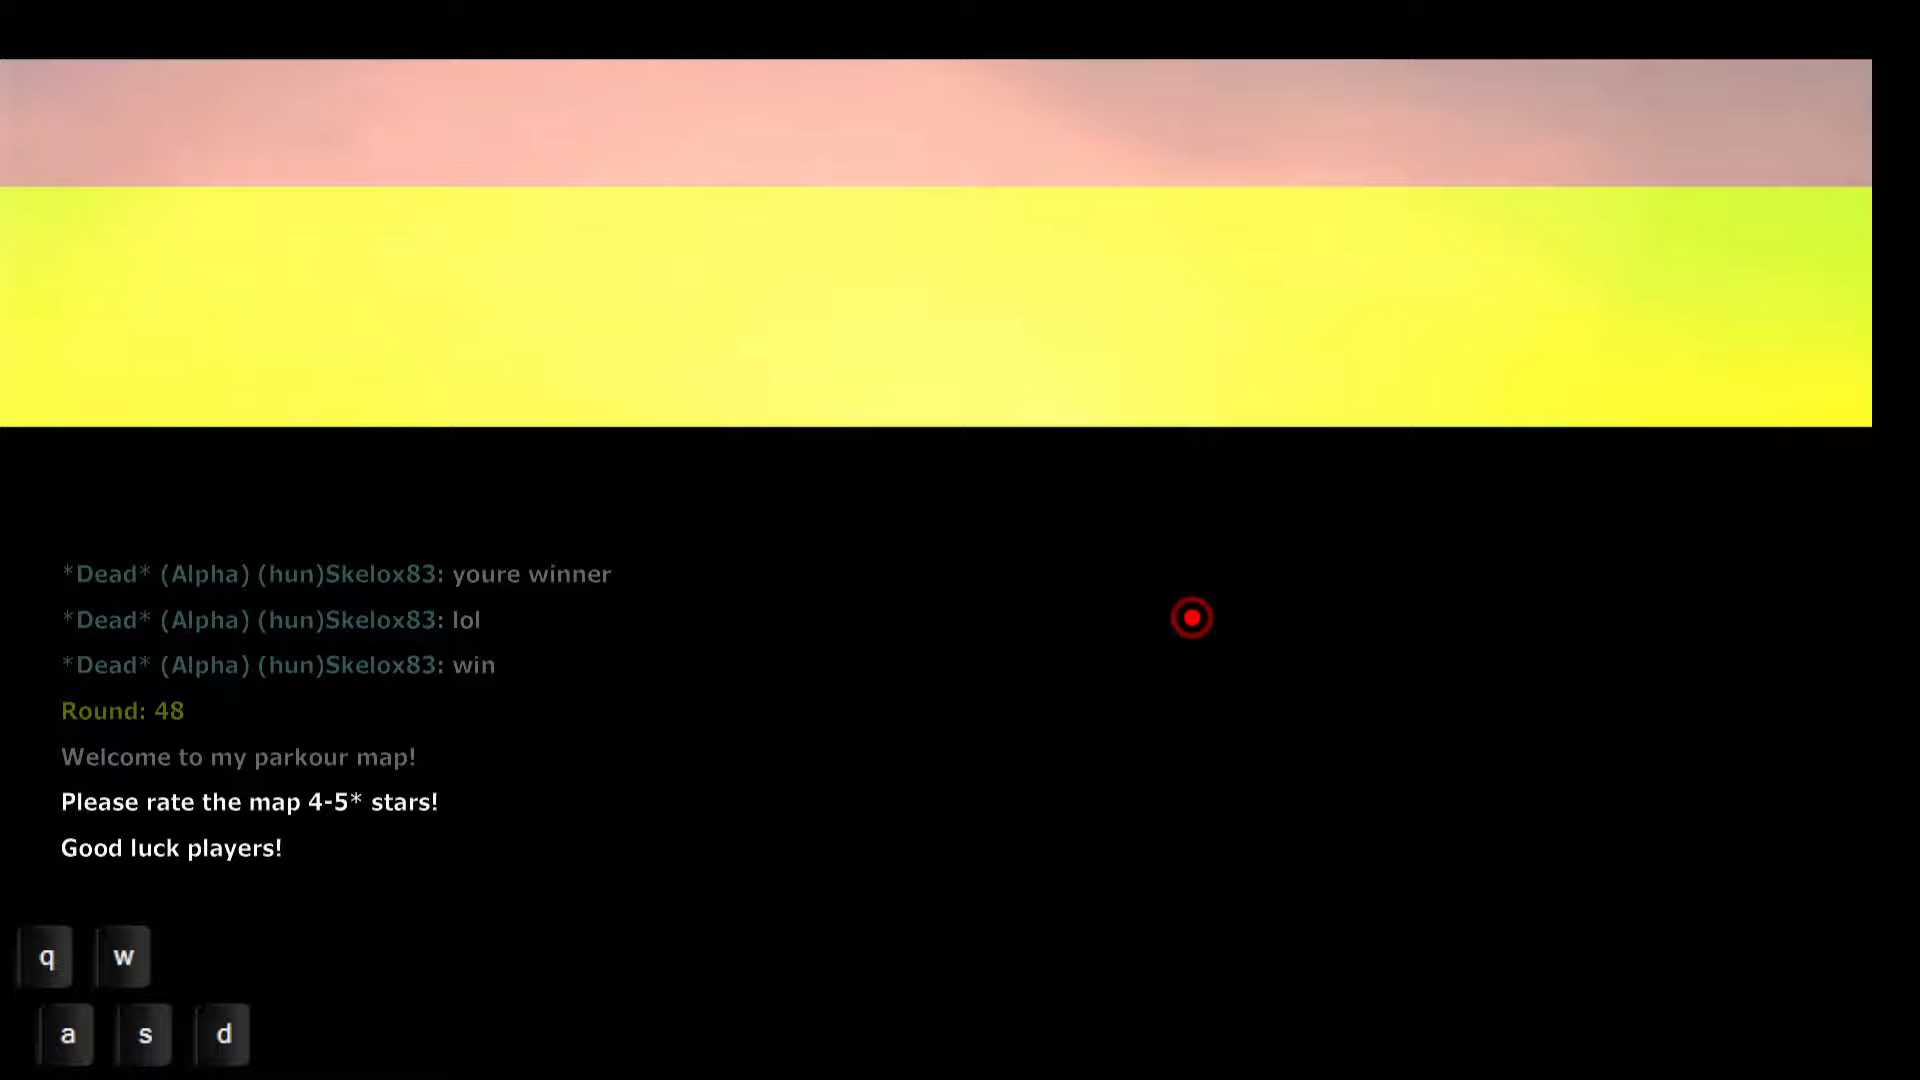 *Dead* (Alpha) (hun)Skelox83: youre winner
*Dead* (Alpha) (hun)Skelox83: lol
*Dead* (Alpha) (hun)Skelox83: win
Round: 48
Welcome to my parkour map!
Please rate the map 4-5* stars!
Good luck players!
q w
a s d